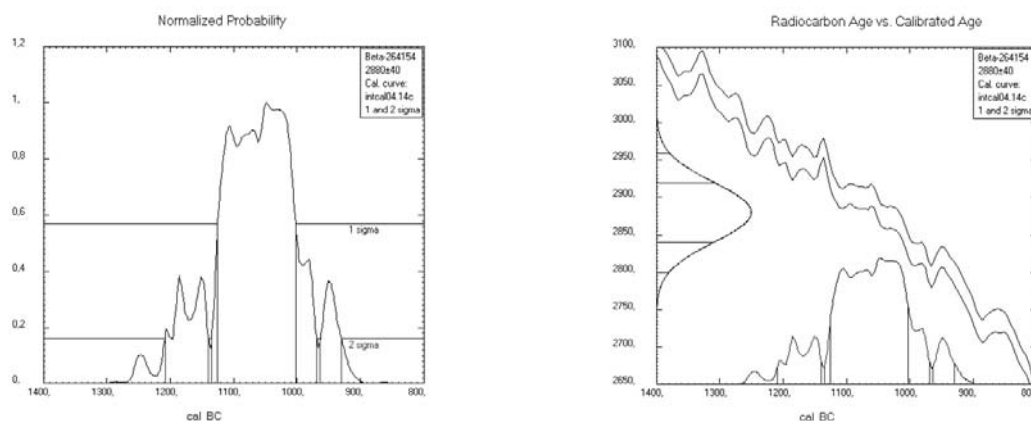 Normalized Probability
1,2
1,
0,8
0,6
0,4
0,2
0,
1400,
1200,
1000,
800,
cal BC
Beta-264154
2880±40
Cal. curve:
intcal04.14c
1 and 2 sigma
1 sigma
2 sigma
Radiocarbon Age vs. Calibrated Age
3100,
3050,
3000,
2950,
2900,
2850,
2800,
2750,
2700,
2650
1400,
1300,
1200,
1100,
1000,
900,
800,
cal BC
Beta-264154
2880±40
Cal. curve:
intcal04.14c
1 and 2 sigma